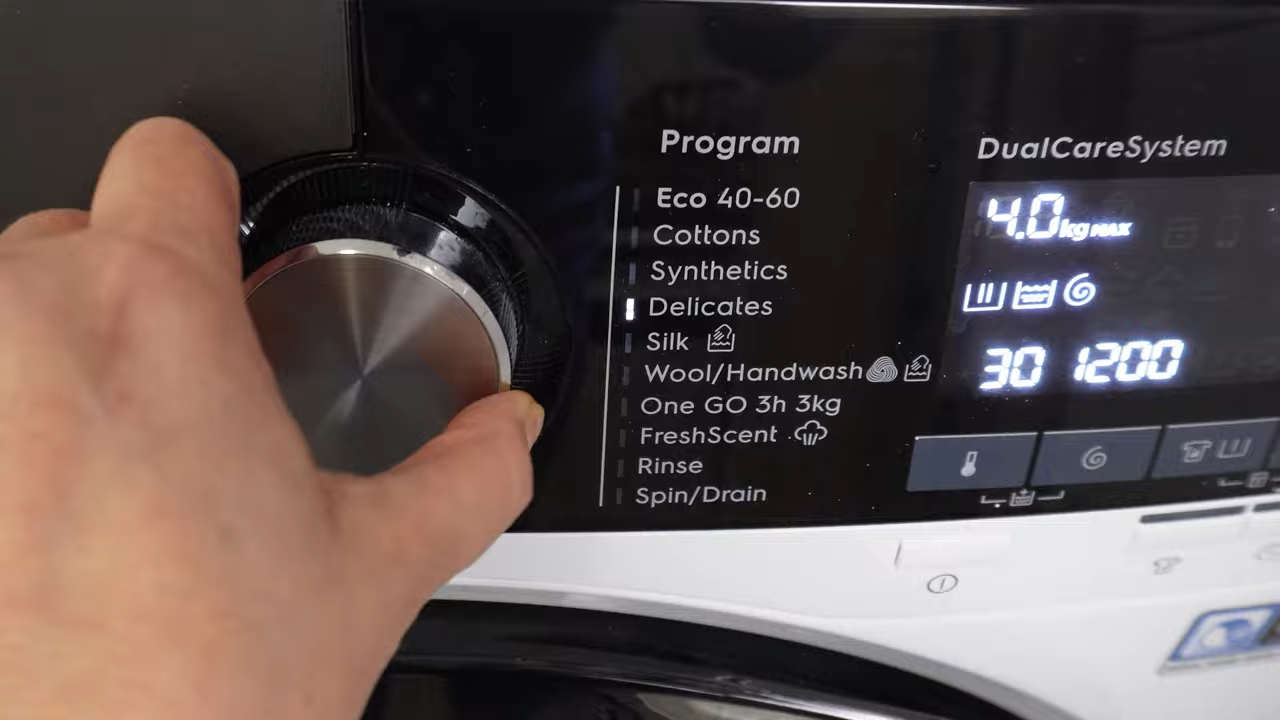 Program
Eco 40-60
Cottons
Synthetics
Delicates
Silk
Wool/Handwash
One GO 3h 3kg
FreshScent
Rinse
Spin/Drain
DualCareSystem
4.0kg MAX
30 1200